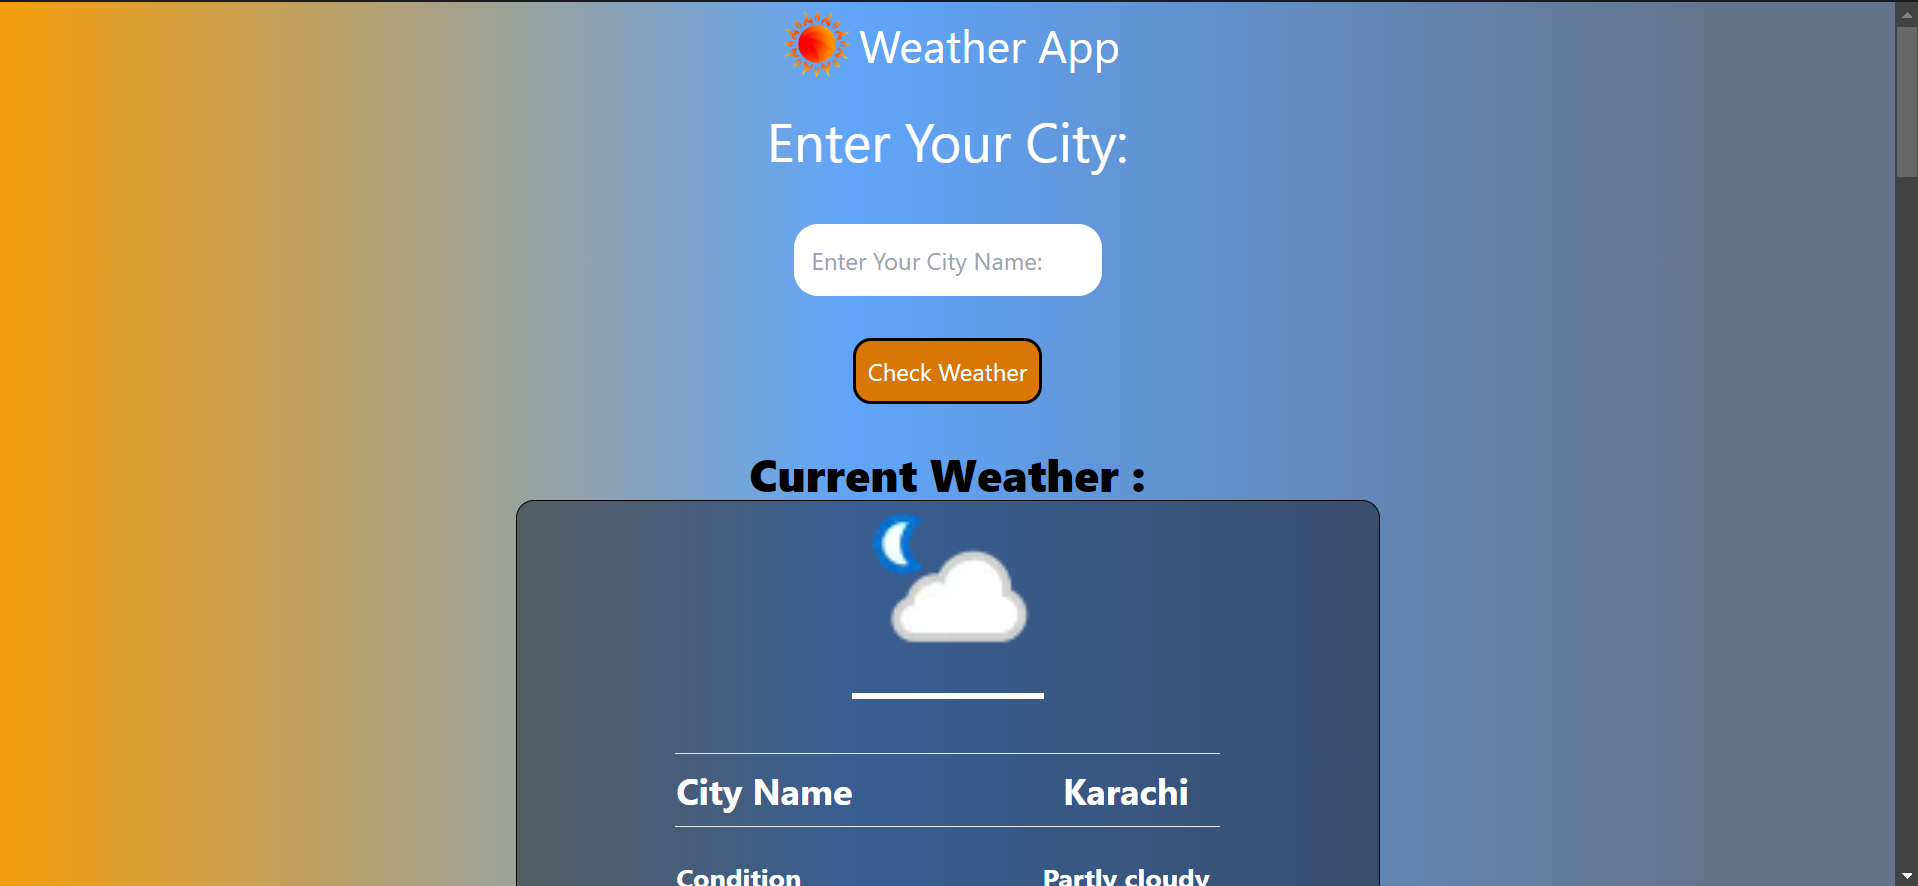 Weather App
Enter Your City:
Enter Your City Name:
Check Weather
Current Weather :
City Name Karachi
Condition Partly cloudy